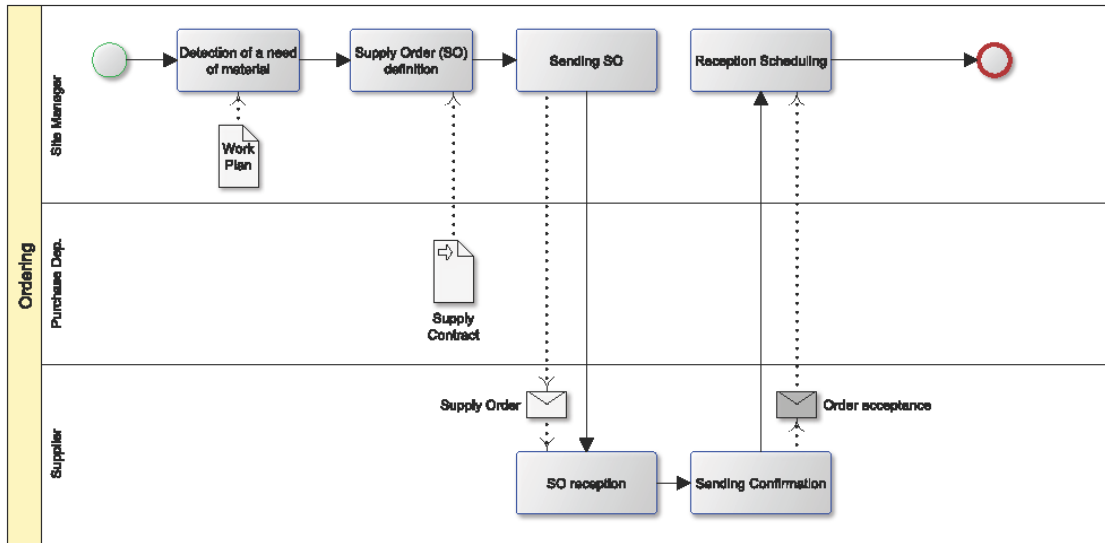 Ordering
Site Manager
Detection of a need
of material
Supply Order (SO)
definition
Sending SO
Reception Scheduling
Work
Plan
Purchase Dep.
Supply
Contract
Supplier
Supply Order
Order acceptance
SO reception
Sending Confirmation